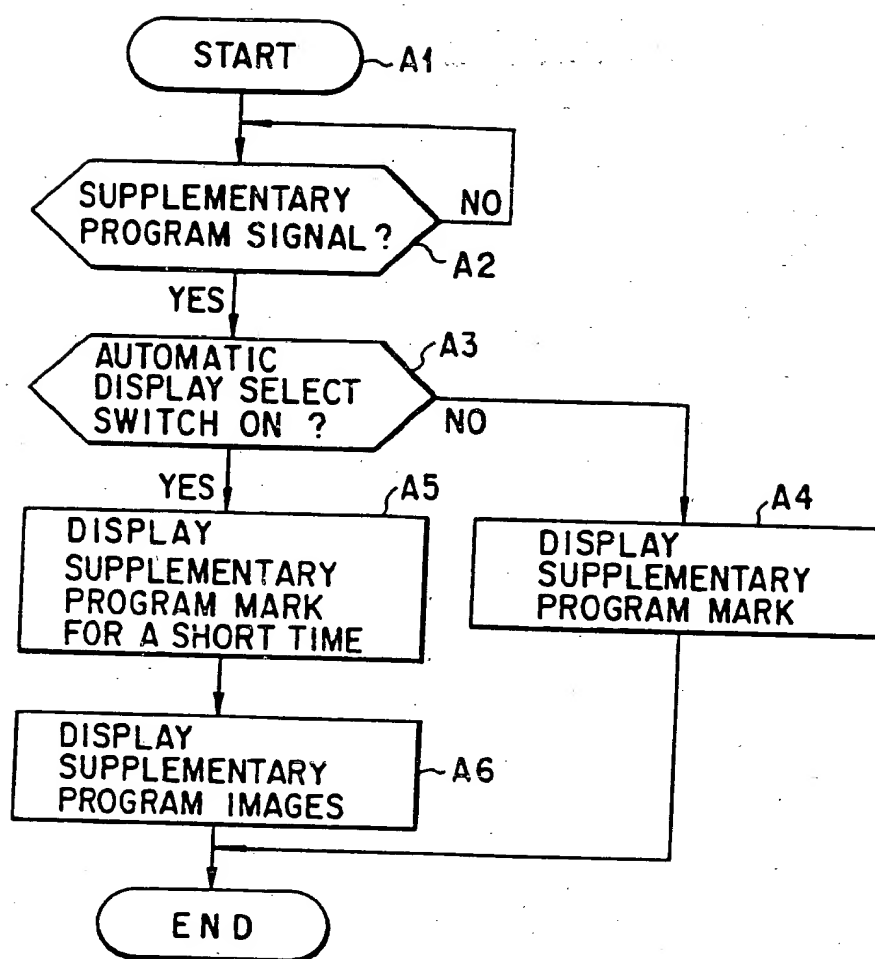 START
A1
SUPPLEMENTARY
PROGRAM SIGNAL?
NO
A2
YES
A3
AUTOMATIC
DISPLAY SELECT
SWITCH ON ?
NO
YES
A5
DISPLAY
SUPPLEMENTARY
PROGRAM MARK
FOR A SHORT TIME
A4
DISPLAY
SUPPLEMENTARY
PROGRAM MARK
DISPLAY
SUPPLEMENTARY
PROGRAM IMAGES
A6
END